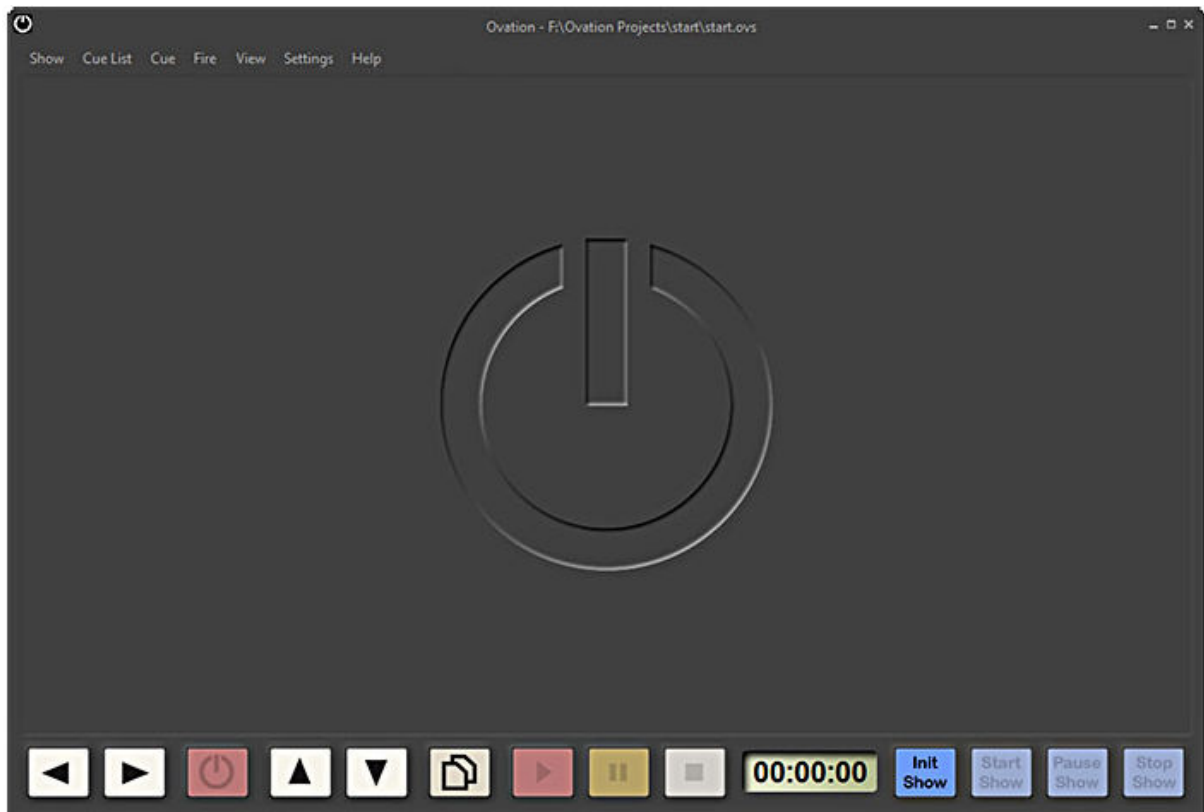 Ovation - F:\Ovation Projects\start\start.ovs
Show Cue List Cue Fire View Settings Help
00:00:00
Init Show
Start Show
Pause Show
Stop Show